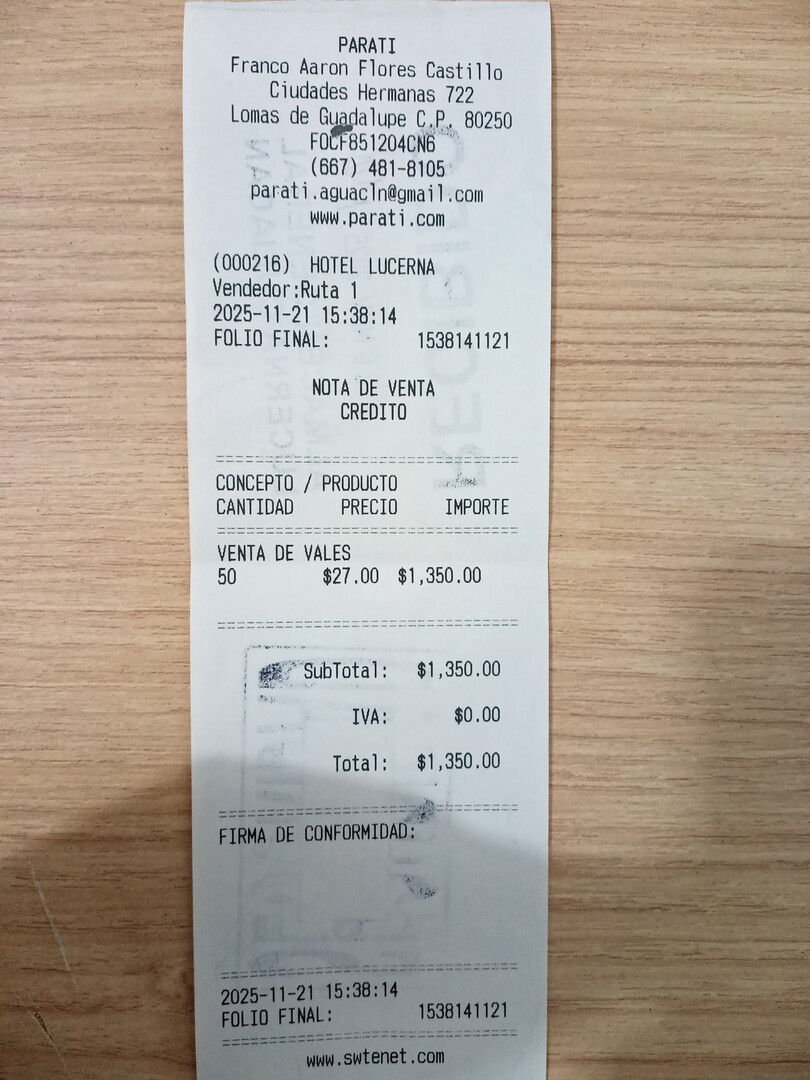 PARATI
Franco Aaron Flores Castillo
Ciudades Hermanas 722
Lomas de Guadalupe C.P. 80250
FOCF851204CN6
(667) 481-8105
parati.aguacln@gmail.com
www.parati.com
(000216) HOTEL LUCERNA
Vendedor:Ruta 1
2025-11-21 15:38:14
FOLIO FINAL: 1538141121
NOTA DE VENTA
CREDITO
CONCEPTO / PRODUCTO
CANTIDAD PRECIO IMPORTE
VENTA DE VALES
50 $27.00 $1,350.00
SubTotal: $1,350.00
IVA: $0.00
Total: $1,350.00
FIRMA DE CONFORMIDAD:
2025-11-21 15:38:14
FOLIO FINAL: 1538141121
www.swtenet.com